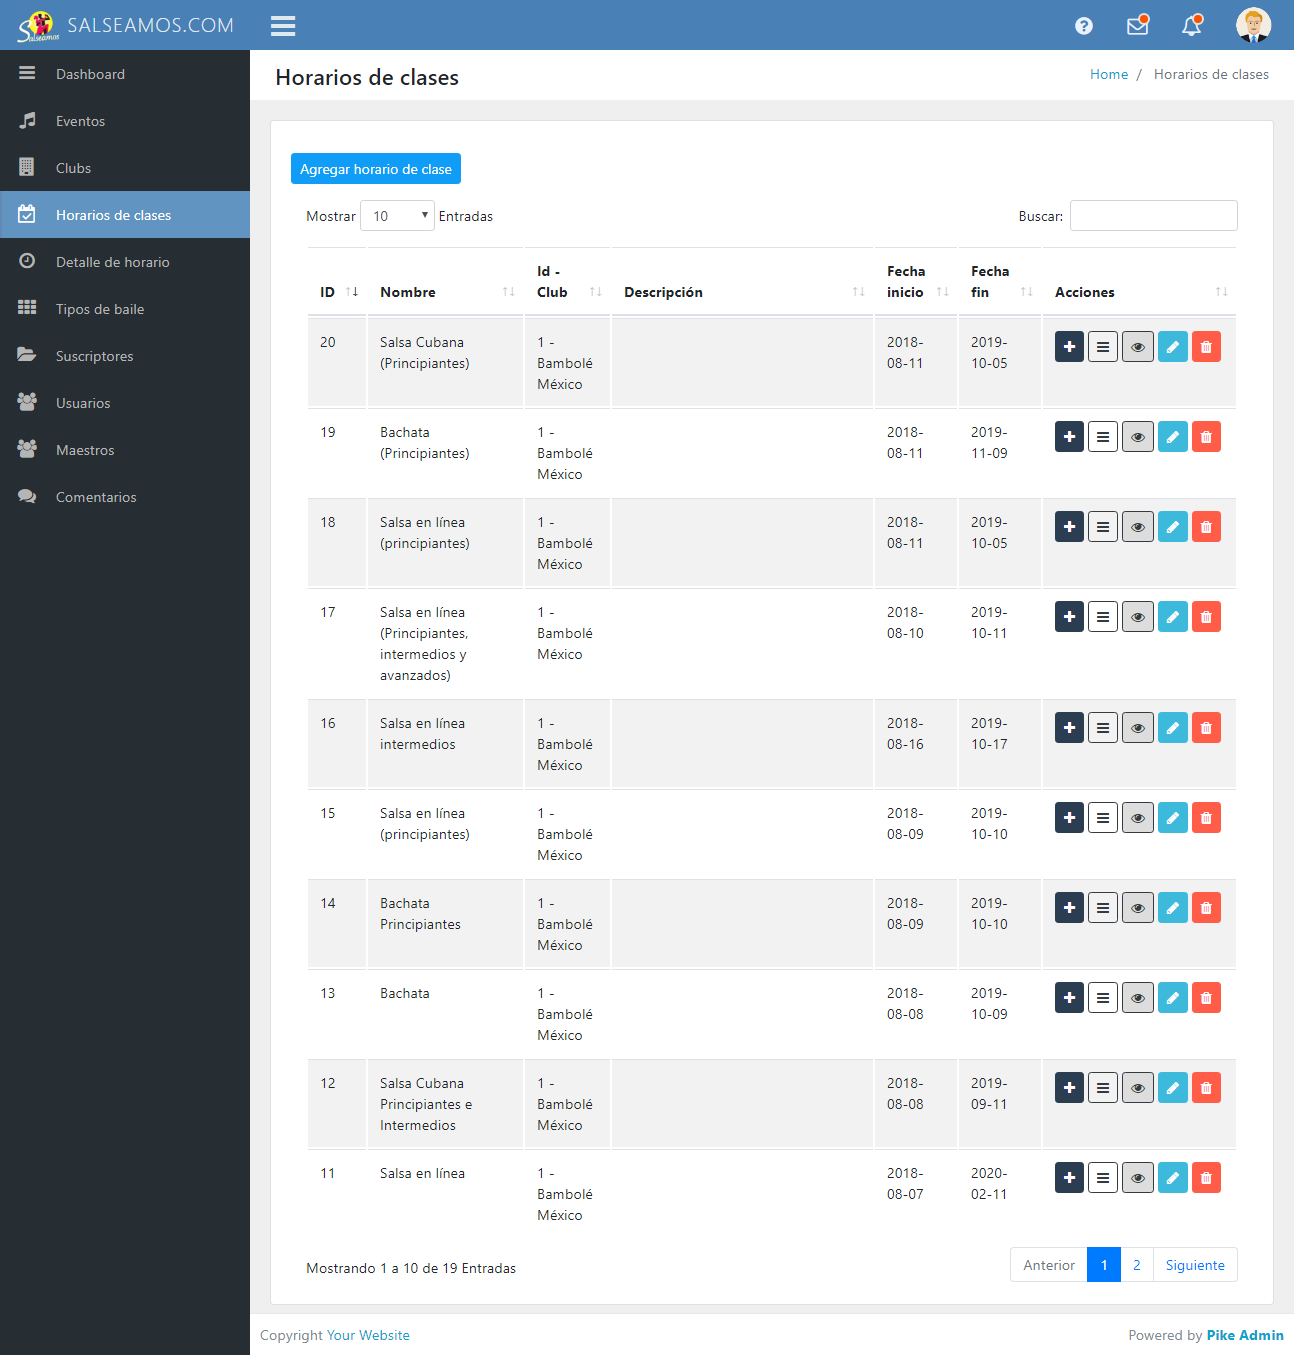 Salseamos
SALSEAMOS.COM
Dashboard
Eventos
Clubs
Horarios de clases
Detalle de horario
Tipos de baile
Suscriptores
Usuarios
Maestros
Comentarios
Horarios de clases
Home / Horarios de clases
Agregar horario de clase
Mostrar 10 Entradas
Buscar:
ID
Nombre
Id -
Club
Descripción
Fecha
inicio
Fecha
fin
Acciones
20
Salsa Cubana
(Principiantes)
1 -
Bambolé
México
2018-
08-11
2019-
10-05
19
Bachata
(Principiantes)
1 -
Bambolé
México
2018-
08-11
2019-
11-09
18
Salsa en línea
(principiantes)
1 -
Bambolé
México
2018-
08-11
2019-
10-05
17
Salsa en línea
(Principiantes,
intermedios y
avanzados)
1 -
Bambolé
México
2018-
08-10
2019-
10-11
16
Salsa en línea
intermedios
1 -
Bambolé
México
2018-
08-16
2019-
10-17
15
Salsa en línea
(principiantes)
1 -
Bambolé
México
2018-
08-09
2019-
10-10
14
Bachata
Principiantes
1 -
Bambolé
México
2018-
08-09
2019-
10-10
13
Bachata
1 -
Bambolé
México
2018-
08-08
2019-
10-09
12
Salsa Cubana
Principiantes e
Intermedios
1 -
Bambolé
México
2018-
08-08
2019-
09-11
11
Salsa en línea
1 -
Bambolé
México
2018-
08-07
2020-
02-11
Mostrando 1 a 10 de 19 Entradas
Anterior 1 2 Siguiente
Copyright Your Website
Powered by Pike Admin